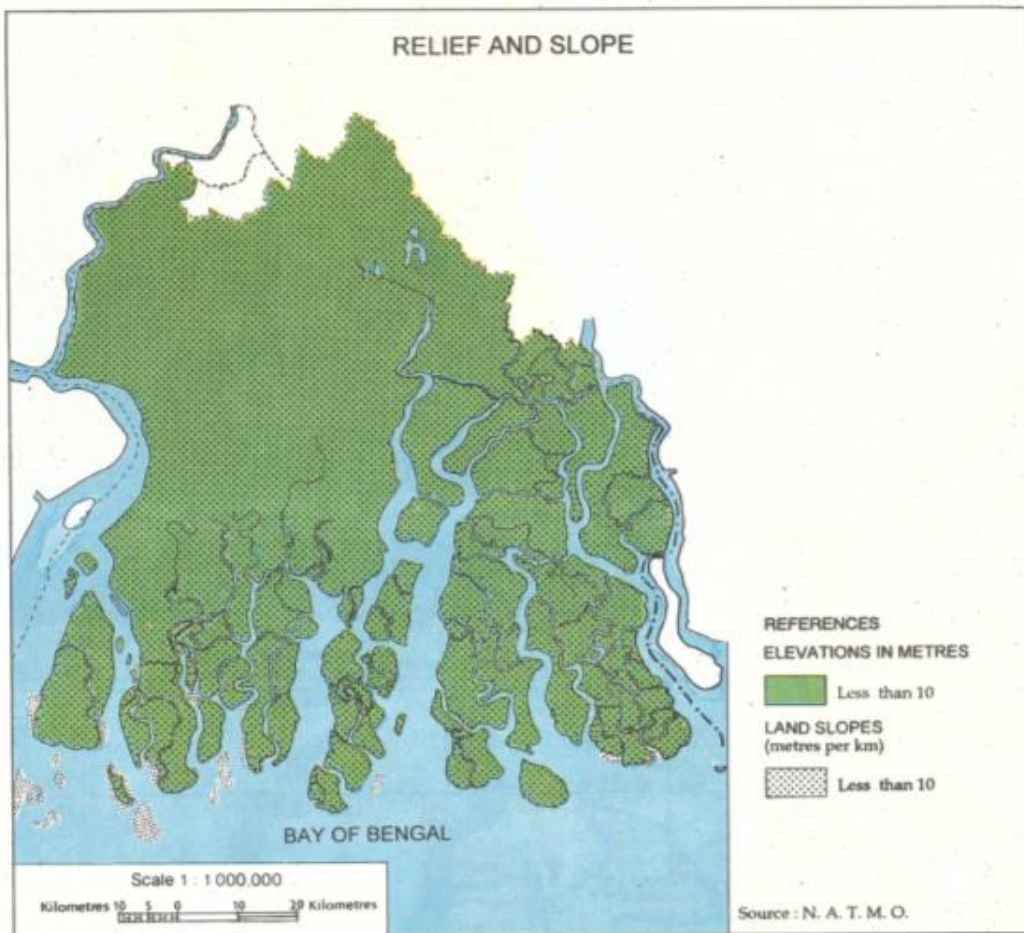 RELIEF AND SLOPE
REFERENCES
ELEVATIONS IN METRES
Less than 10
LAND SLOPES
(metres per km)
Less than 10
BAY OF BENGAL
Scale 1 : 1 000,000
Kilometres 10 5 0 10 20 Kilometres
Source : N. A. T. M. O.